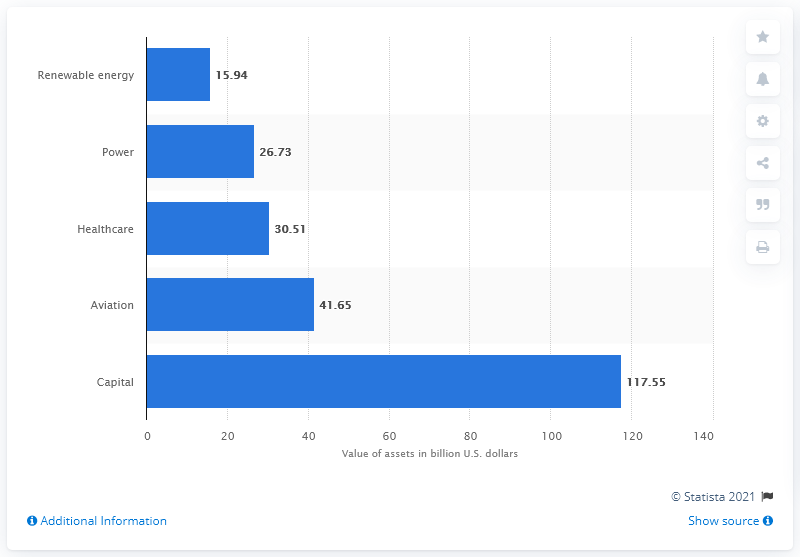 Renewable energy 15.94
Power 26.73
Healthcare 30.51
Aviation 41.65
Capital 117.55
0 20 40 60 80 100 120 140
Value of assets in billion U.S. dollars
© Statista 2021
Additional Information Show source